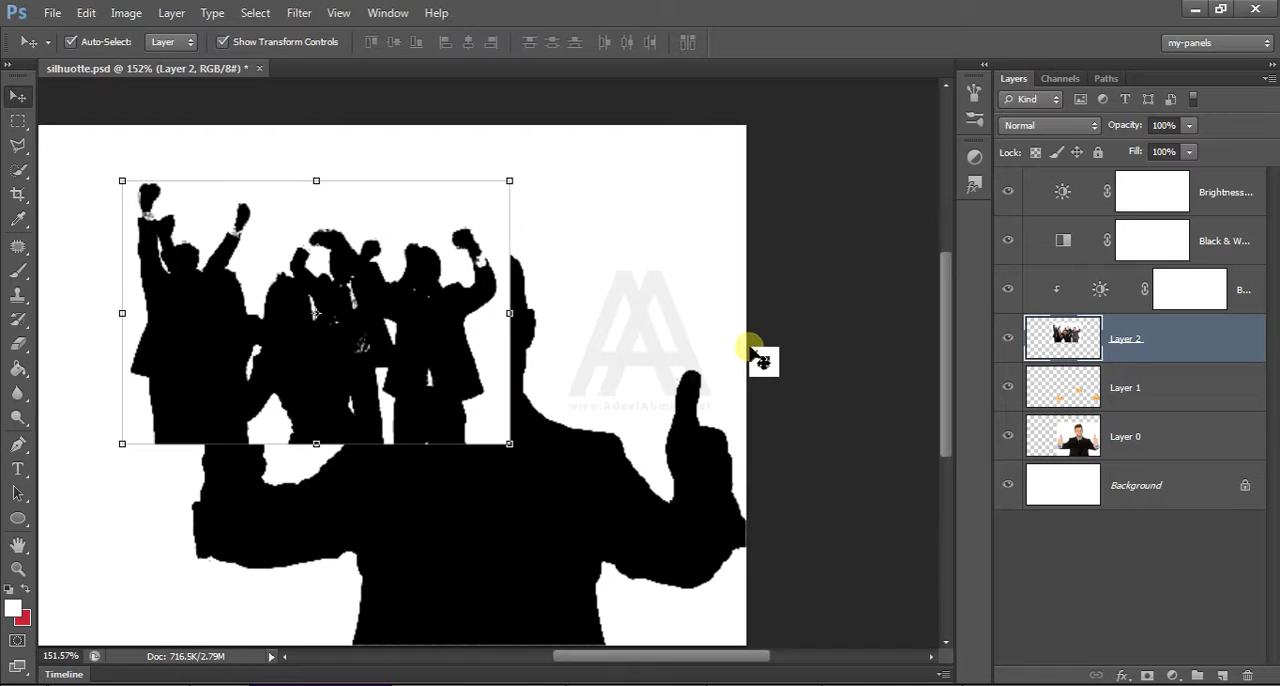 Ps File Edit Image Layer Type Select Filter View Window Help
Auto-Select: Layer Show Transform Controls my-panels
silhuotte.psd @ 152% (Layer 2, RGB/8#) *
Layers Channels Paths
Kind
Normal Opacity: 100%
Lock: Fill: 100%
Brightness...
Black & W...
B...
Layer 2
Layer 1
Layer 0
Background
151.57% Doc: 716.5K/2.79M
Timeline